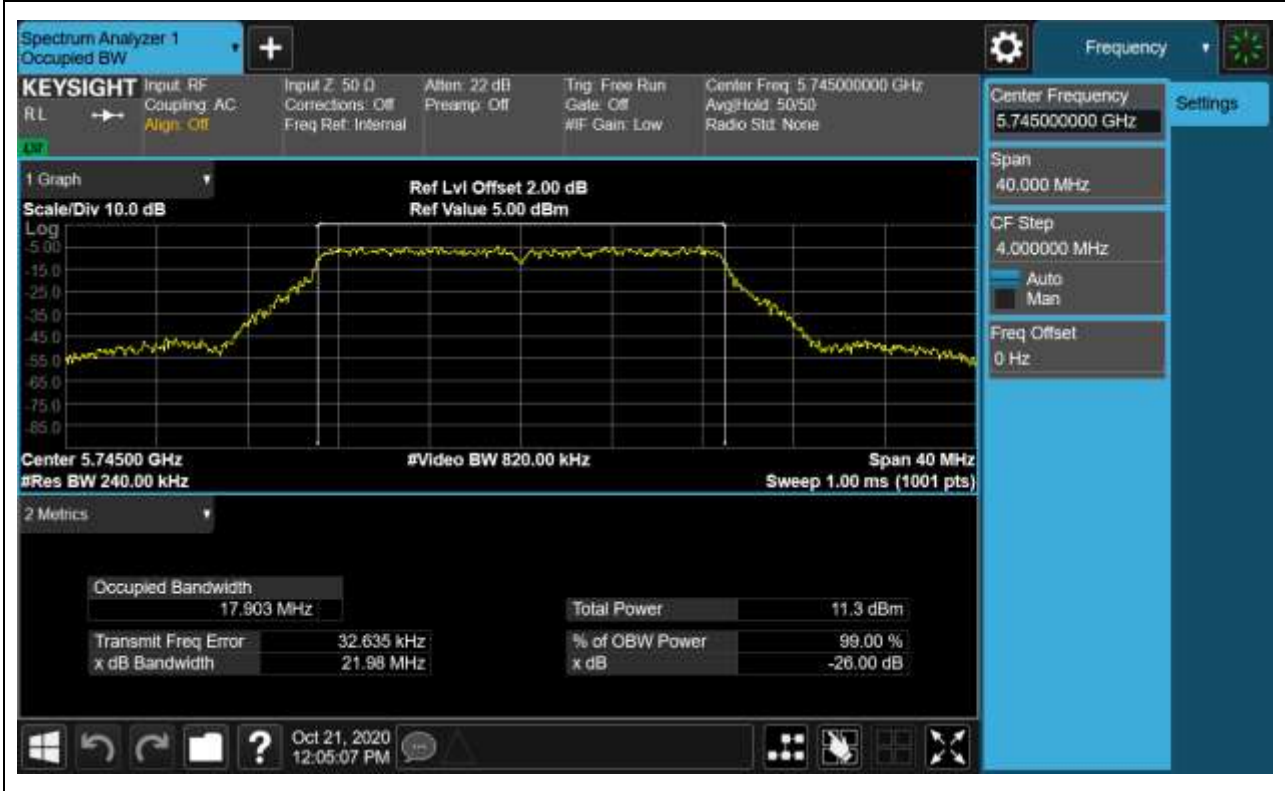 Spectrum Analyzer 1
Occupied BW
Frequency
KEYSIGHT
RL
Input: RF
Coupling: AC
Align: Off
Input Z: 50 Ω
Corrections: Off
Freq Ref: Internal
Atten: 22 dB
Preamp: Off
Trig: Free Run
Gate: Off
#IF Gain: Low
Center Freq: 5.745000000 GHz
Avg|Hold: 50/50
Radio Std: None
Center Frequency
5.745000000 GHz
Settings
Span
40.000 MHz
CF Step
4.000000 MHz
Auto
Man
Freq Offset
0 Hz
1 Graph
Scale/Div 10.0 dB
Ref Lvl Offset 2.00 dB
Ref Value 5.00 dBm
Log
-5.00
-15.0
-25.0
-35.0
-45.0
-55.0
-65.0
-75.0
-85.0
Center 5.74500 GHz
#Video BW 820.00 kHz
Span 40 MHz
#Res BW 240.00 kHz
Sweep 1.00 ms (1001 pts)
2 Metrics
Occupied Bandwidth
17.903 MHz
Total Power 11.3 dBm
Transmit Freq Error 32.635 kHz
% of OBW Power 99.00 %
x dB Bandwidth 21.98 MHz
x dB -26.00 dB
?
Oct 21, 2020
12:05:07 PM